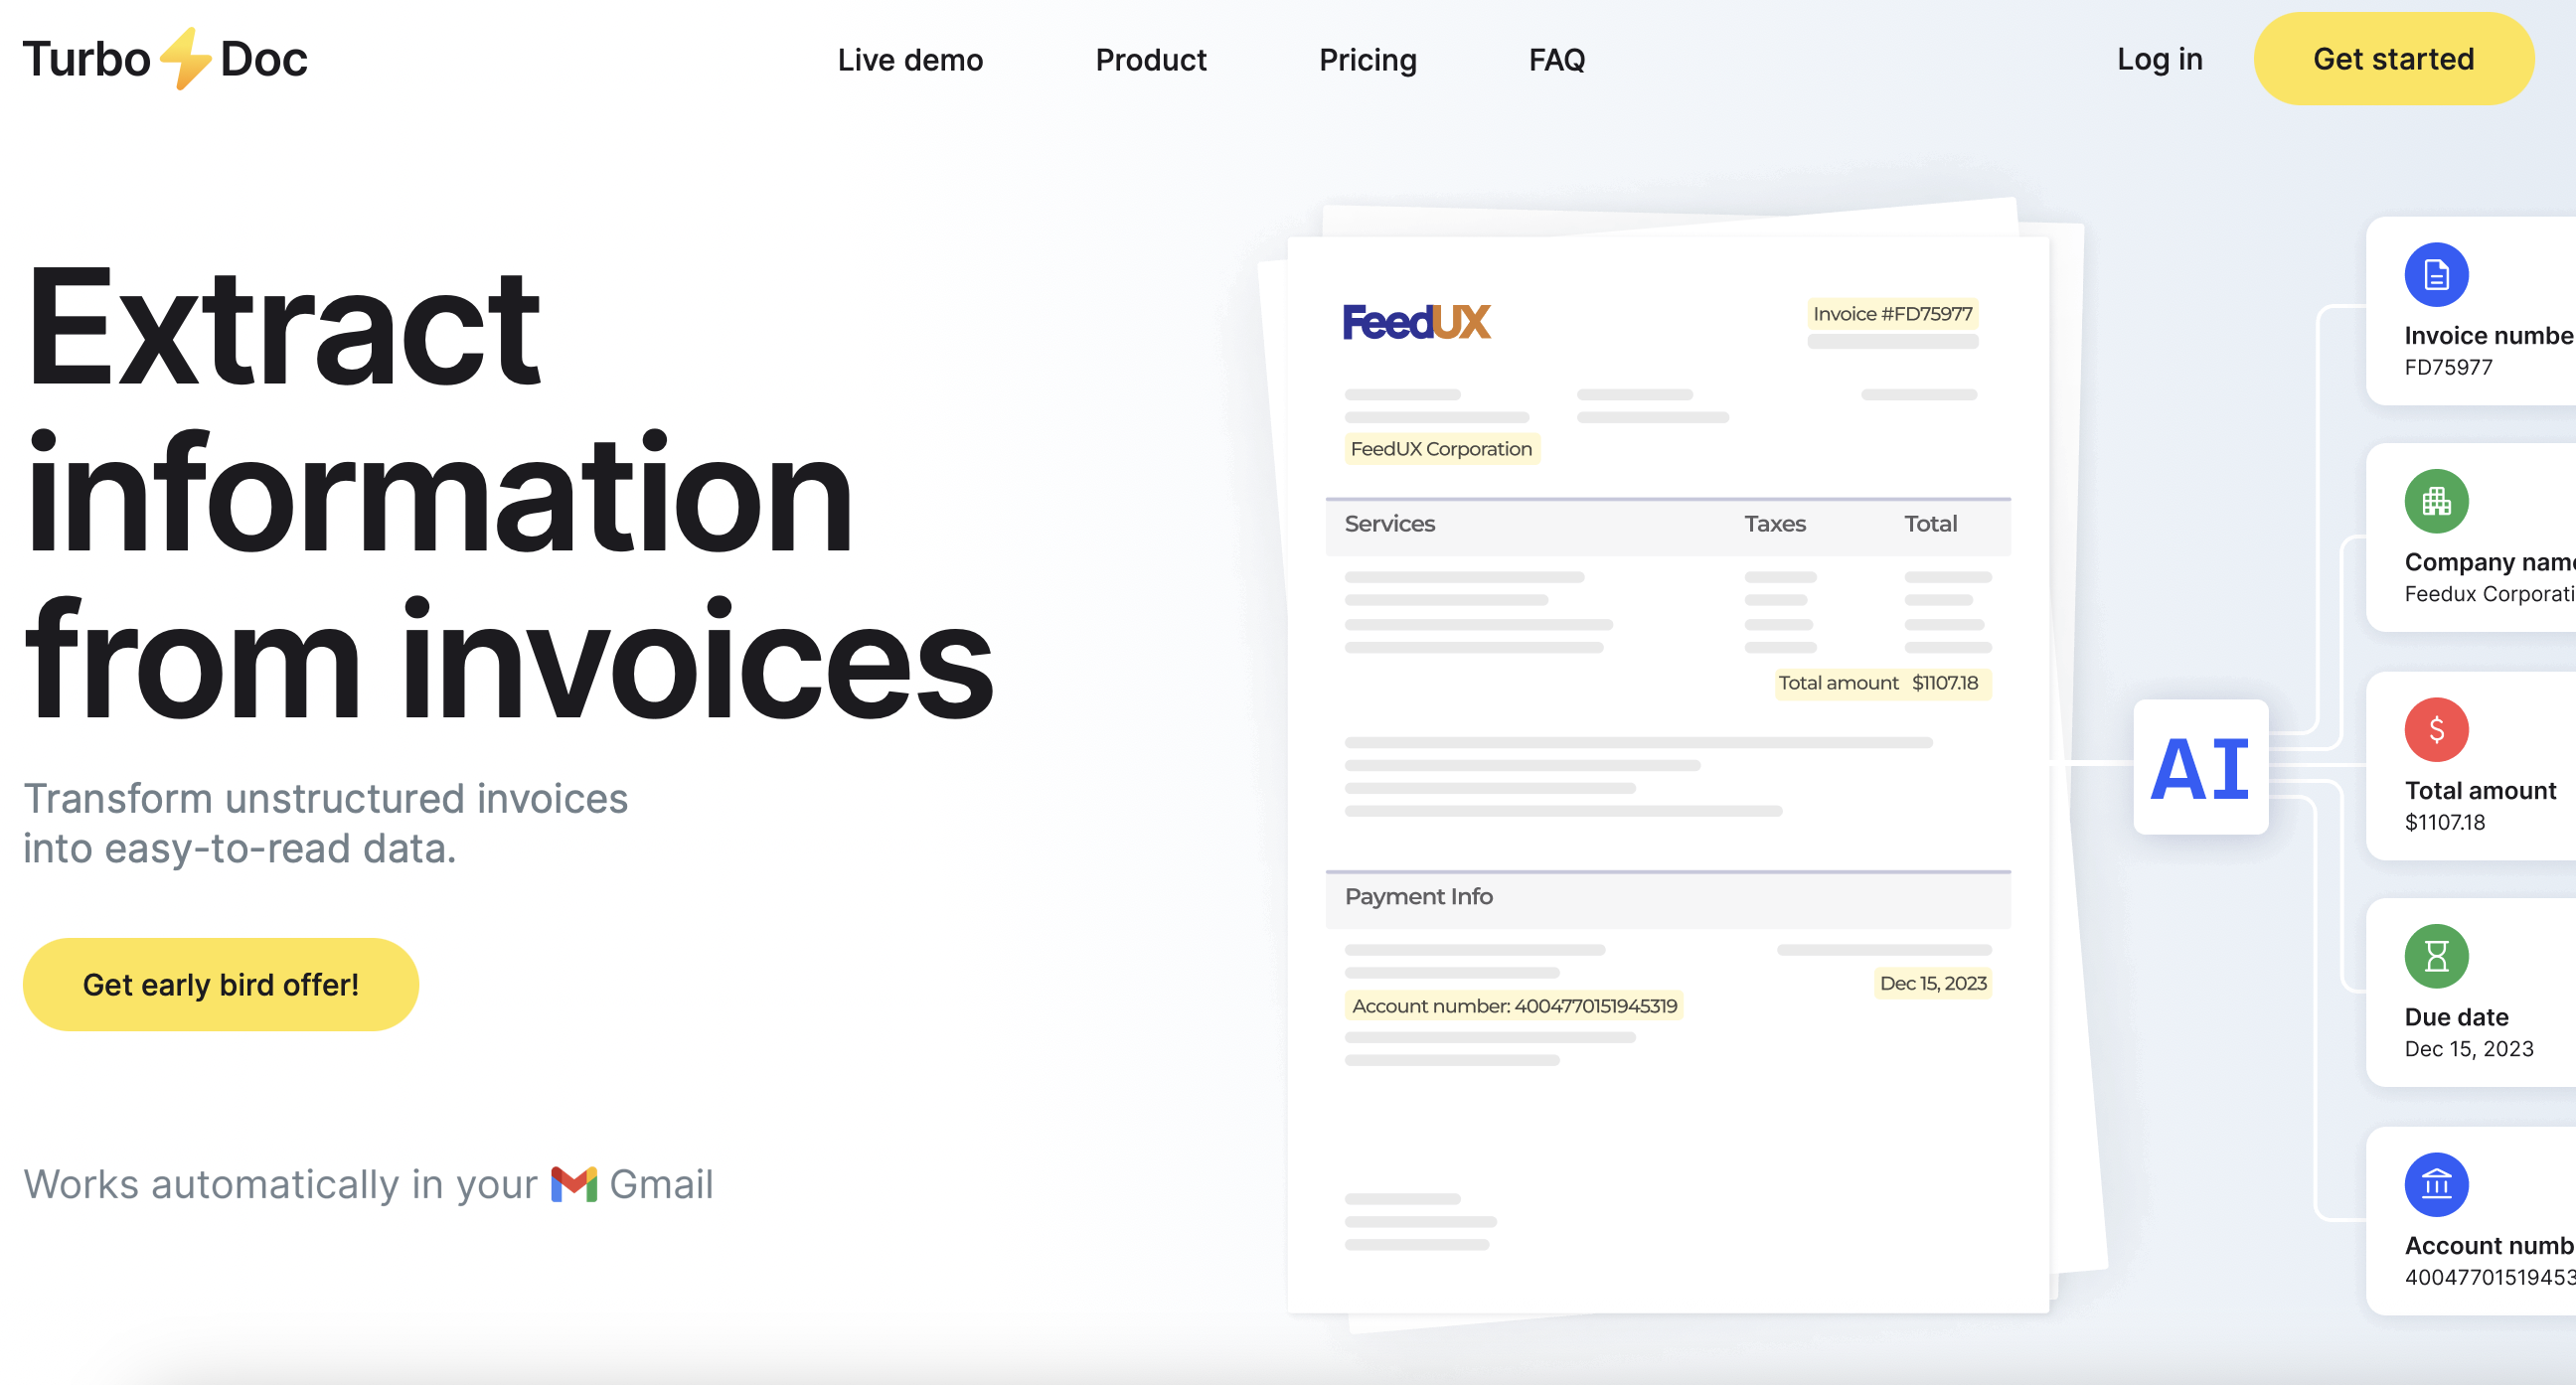 Turbo Doc
Live demo
Product
Pricing
FAQ
Log in
Get started
Extract
information
from invoices
Transform unstructured invoices
into easy-to-read data.
Get early bird offer!
Works automatically in your Gmail
FeedUX
Invoice #FD75977
FeedUX Corporation
Services Taxes Total
Total amount $1107.18
Payment Info
Dec 15, 2023
Account number: 4004770151945319
AI
Invoice numbe
FD75977
Company name
Feedux Corporati
Total amount
$1107.18
Due date
Dec 15, 2023
Account numb
40047701519453